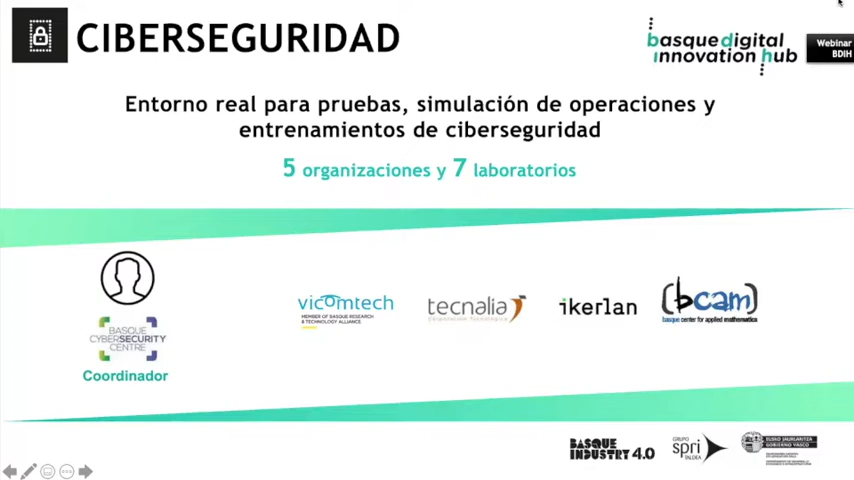 CIBERSEGURIDAD
basque digital
innovation hub
Webinar
BDIH
Entorno real para pruebas, simulación de operaciones y
entrenamientos de ciberseguridad
5 organizaciones y 7 laboratorios
vicomtech
MEMBER OF BASQUE RESEARCH
& TECHNOLOGY ALLIANCE
tecnalia
ikerlan
(bcam)
basque center for applied mathematics
BASQUE
CYBERSECURITY
CENTRE
Coordinador
BASQUE
INDUSTRY 4.0
GRUPO
spri
TALDEA
EUSKO JAURLARITZA
GOBIERNO VASCO